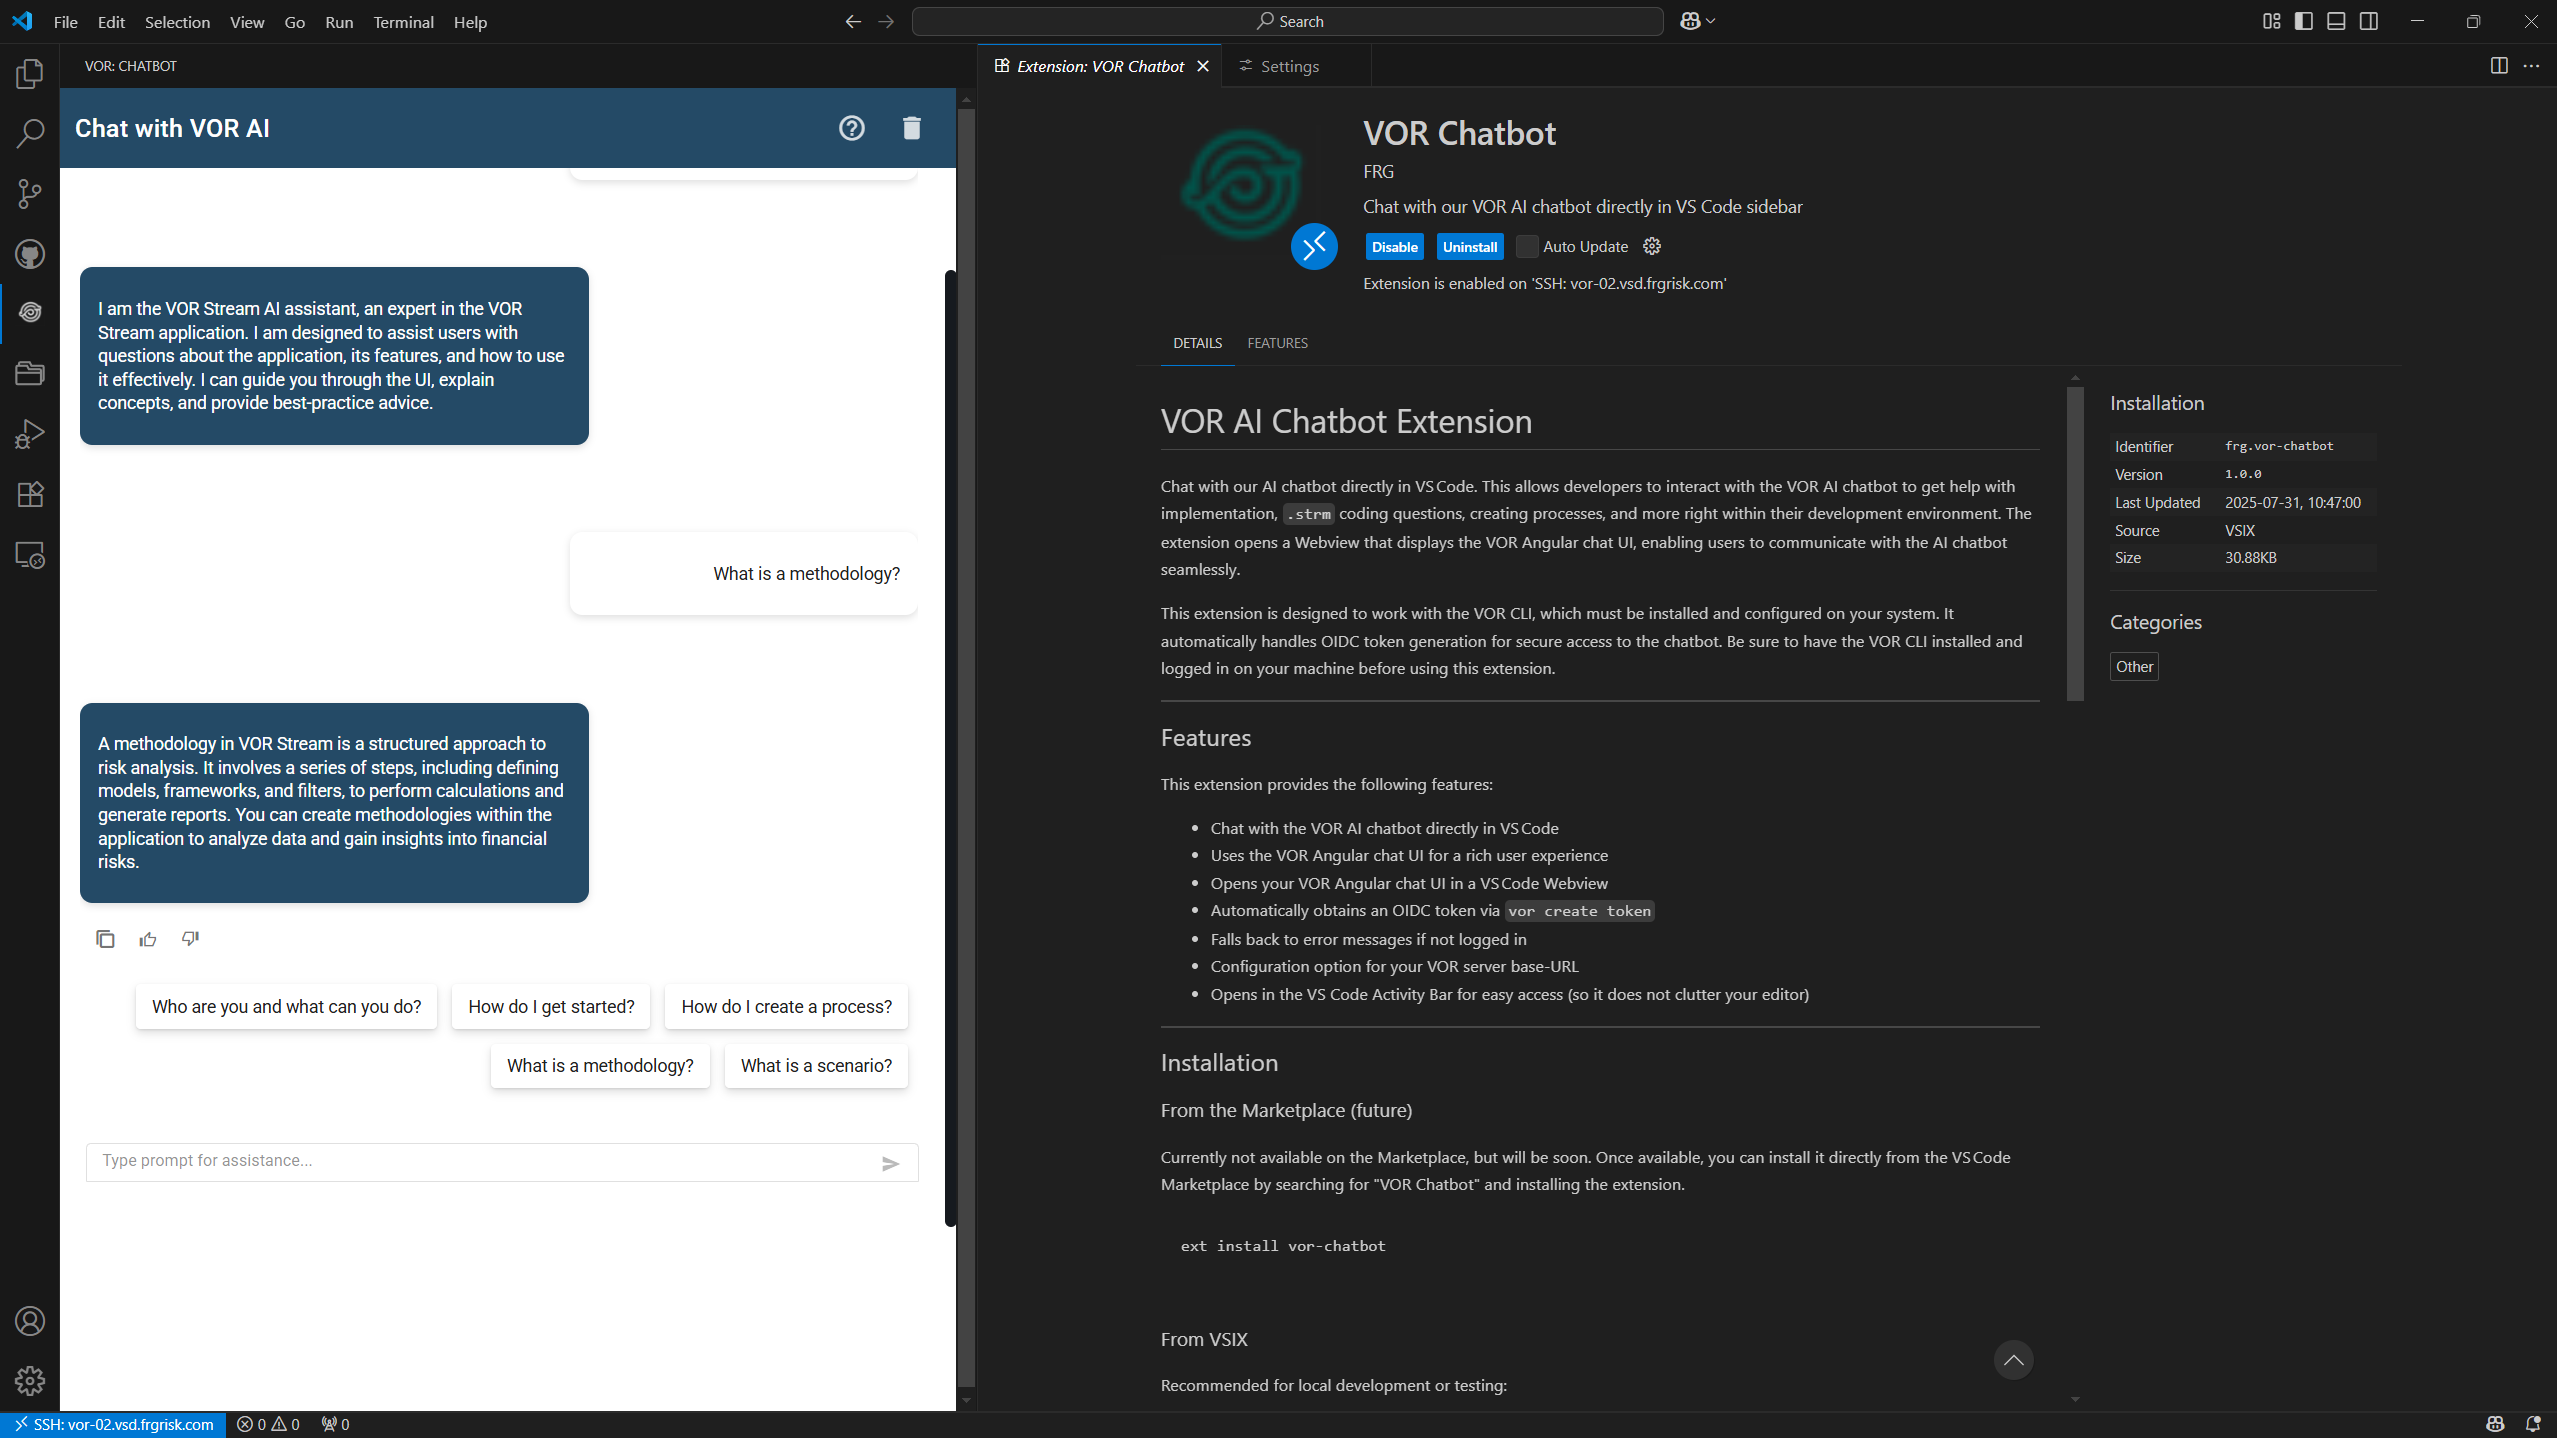 File Edit Selection View Go Run Terminal Help
Search
VOR: CHATBOT
Chat with VOR AI
I am the VOR Stream AI assistant, an expert in the VOR
Stream application. I am designed to assist users with
questions about the application, its features, and how to use
it effectively. I can guide you through the UI, explain
concepts, and provide best-practice advice.
What is a methodology?
A methodology in VOR Stream is a structured approach to
risk analysis. It involves a series of steps, including defining
models, frameworks, and filters, to perform calculations and
generate reports. You can create methodologies within the
application to analyze data and gain insights into financial
risks.
Who are you and what can you do? How do I get started? How do I create a process?
What is a methodology? What is a scenario?
Type prompt for assistance...
Extension: VOR Chatbot Settings
VOR Chatbot
FRG
Chat with our VOR AI chatbot directly in VS Code sidebar
Disable Uninstall Auto Update
Extension is enabled on 'SSH: vor-02.vsd.frgrisk.com'
DETAILS FEATURES
VOR AI Chatbot Extension
Chat with our AI chatbot directly in VS Code. This allows developers to interact with the VOR AI chatbot to get help with
implementation, .strm coding questions, creating processes, and more right within their development environment. The
extension opens a Webview that displays the VOR Angular chat UI, enabling users to communicate with the AI chatbot
seamlessly.
This extension is designed to work with the VOR CLI, which must be installed and configured on your system. It
automatically handles OIDC token generation for secure access to the chatbot. Be sure to have the VOR CLI installed and
logged in on your machine before using this extension.
Features
This extension provides the following features:
• Chat with the VOR AI chatbot directly in VS Code
• Uses the VOR Angular chat UI for a rich user experience
• Opens your VOR Angular chat UI in a VS Code Webview
• Automatically obtains an OIDC token via vor create token
• Falls back to error messages if not logged in
• Configuration option for your VOR server base-URL
• Opens in the VS Code Activity Bar for easy access (so it does not clutter your editor)
Installation
From the Marketplace (future)
Currently not available on the Marketplace, but will be soon. Once available, you can install it directly from the VS Code
Marketplace by searching for "VOR Chatbot" and installing the extension.
ext install vor-chatbot
From VSIX
Recommended for local development or testing:
Installation
Identifier frg.vor-chatbot
Version 1.0.0
Last Updated 2025-07-31, 10:47:00
Source VSIX
Size 30.88KB
Categories
Other
SSH: vor-02.vsd.frgrisk.com 0 0 0